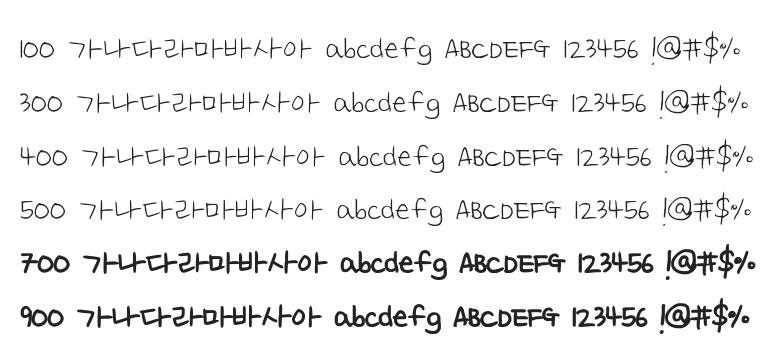 100 가나다라마바사아 abcdefg ABCDEFG 123456 !@#$%
300 가나다라마바사아 abcdefg ABCDEFG 123456 !@#$%
400 가나다라마바사아 abcdefg ABCDEFG 123456 !@#$%
500 가나다라마바사아 abcdefg ABCDEFG 123456 !@#$%
700 가나다라마바사아 abcdefg ABCDEFG 123456 !@#$%
900 가나다라마바사아 abcdefg ABCDEFG 123456 !@#$%